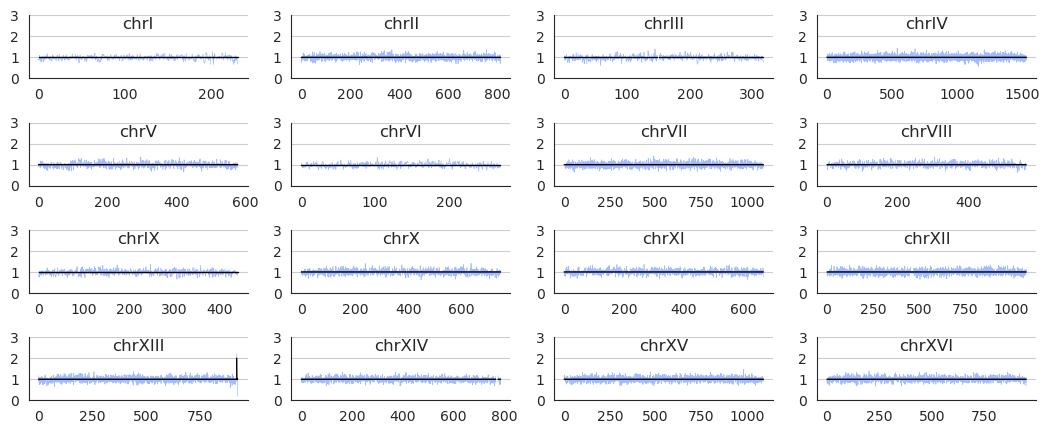 chrI chrII chrIII chrIV
3 3 3 3
2 2 2 2
1 1 1 1
0 0 0 0
0 100 200 0 200 400 600 800 0 100 200 300 0 500 1000 1500
chrV chrVI chrVII chrVIII
3 3 3 3
2 2 2 2
1 1 1 1
0 0 0 0
0 200 400 600 0 100 200 0 250 500 750 1000 0 200 400
chrIX chrX chrXI chrXII
3 3 3 3
2 2 2 2
1 1 1 1
0 0 0 0
0 100 200 300 400 0 200 400 600 0 200 400 600 0 250 500 750 1000
chrXIII chrXIV chrXV chrXVI
3 3 3 3
2 2 2 2
1 1 1 1
0 0 0 0
0 250 500 750 0 200 400 600 800 0 250 500 750 1000 0 250 500 750